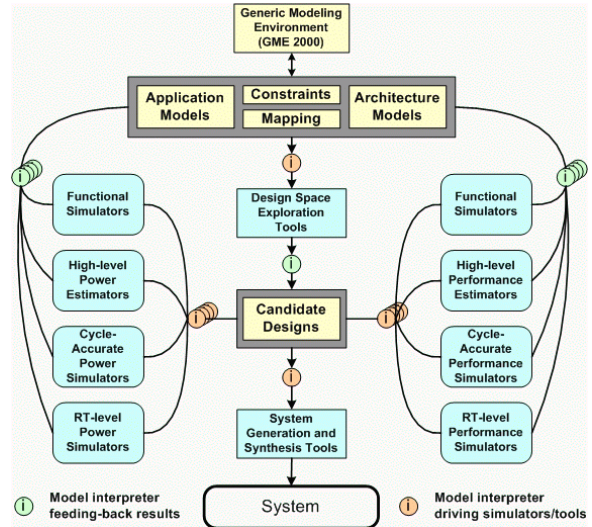 Generic Modeling
Environment
(GME 2000)
Application
Models
Constraints
Mapping
Architecture
Models
i
i
i
Functional
Simulators
Design Space
Exploration
Tools
Functional
Simulators
High-level
Power
Estimators
i
High-level
Performance
Estimators
i
Candidate
Designs
i
Cycle-
Accurate
Power
Simulators
Cycle-
Accurate
Performance
Simulators
i
RT-level
Power
Simulators
System
Generation and
Synthesis Tools
RT-level
Performance
Simulators
i
Model interpreter
feeding-back results
System
i
Model interpreter
driving simulators/tools